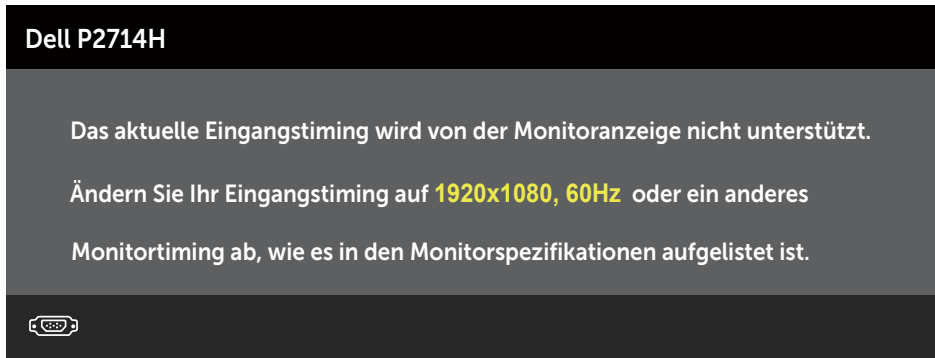 Dell P2714H
Das aktuelle Eingangstiming wird von der Monitoranzeige nicht unterstützt.
Ändern Sie Ihr Eingangstiming auf 1920x1080, 60Hz oder ein anderes
Monitortiming ab, wie es in den Monitorspezifikationen aufgelistet ist.